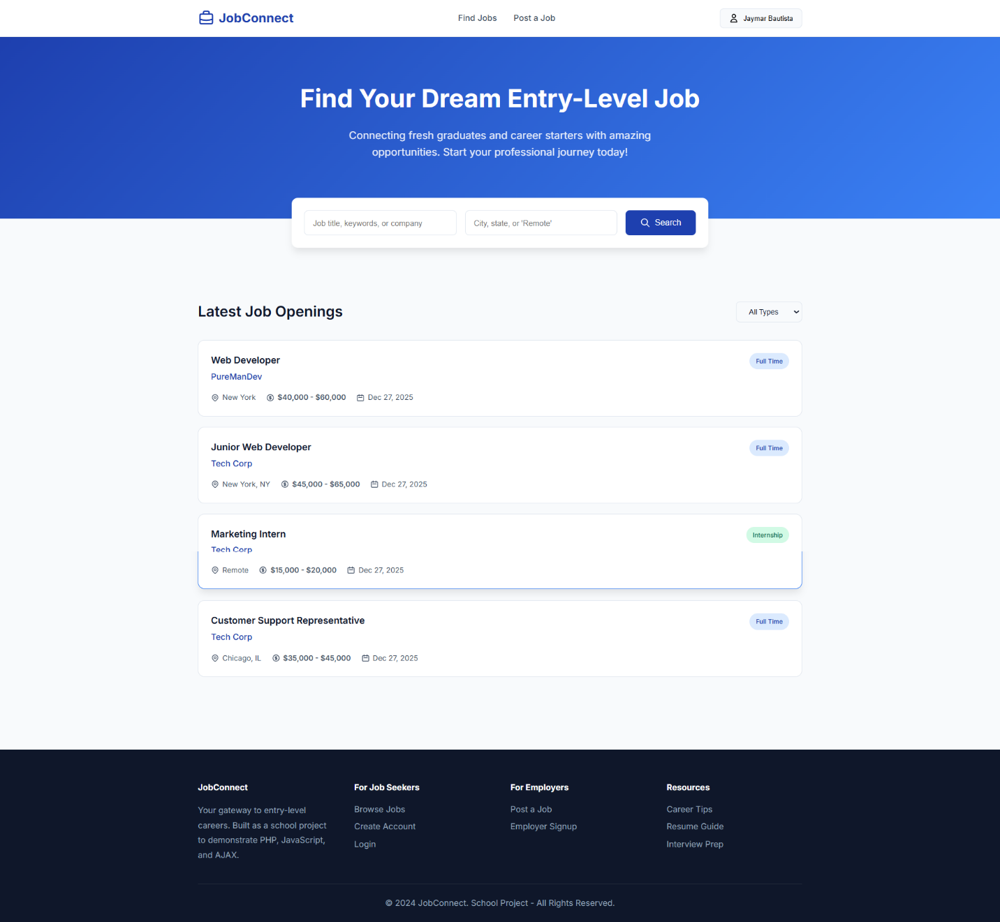 JobConnect
Find Jobs
Post a Job
Jaymar Bautista
Find Your Dream Entry-Level Job
Connecting fresh graduates and career starters with amazing
opportunities. Start your professional journey today!
Job title, keywords, or company
City, state, or 'Remote'
Search
Latest Job Openings
All Types
Web Developer
Full Time
PureManDev
New York
$40,000 - $60,000
Dec 27, 2025
Junior Web Developer
Full Time
Tech Corp
New York, NY
$45,000 - $65,000
Dec 27, 2025
Marketing Intern
Internship
Tech Corp
Remote
$15,000 - $20,000
Dec 27, 2025
Customer Support Representative
Full Time
Tech Corp
Chicago, IL
$35,000 - $45,000
Dec 27, 2025
JobConnect
Your gateway to entry-level
careers. Built as a school project
to demonstrate PHP, JavaScript,
and AJAX.
For Job Seekers
Browse Jobs
Create Account
Login
For Employers
Post a Job
Employer Signup
Resources
Career Tips
Resume Guide
Interview Prep
© 2024 JobConnect. School Project - All Rights Reserved.